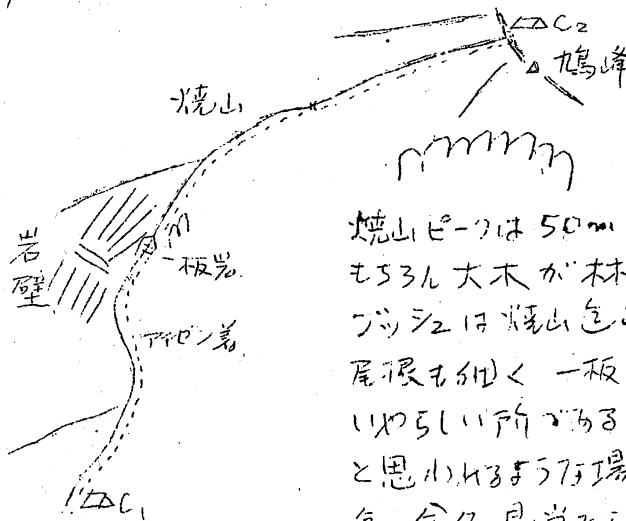 C2
鳩峰
焼山
岩壁
一板岩
アイゼン着
C1
焼山ピークは50m
もちろん大木が林
ブッシュは焼山迄
尾根も細く 一板
いやらしい所である
と思われるような場